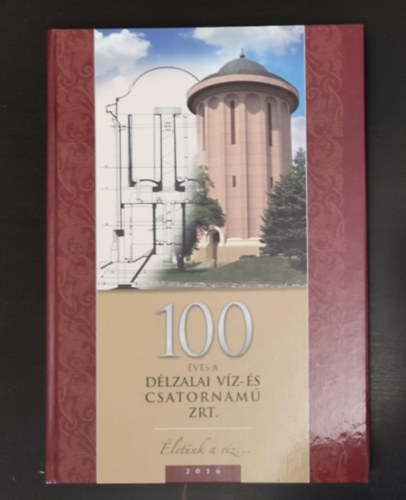 100
ÉVES A
DÉLZALAI VÍZ-ÉS
CSATORNAMŰ
ZRT.
Életünk a víz...
2016